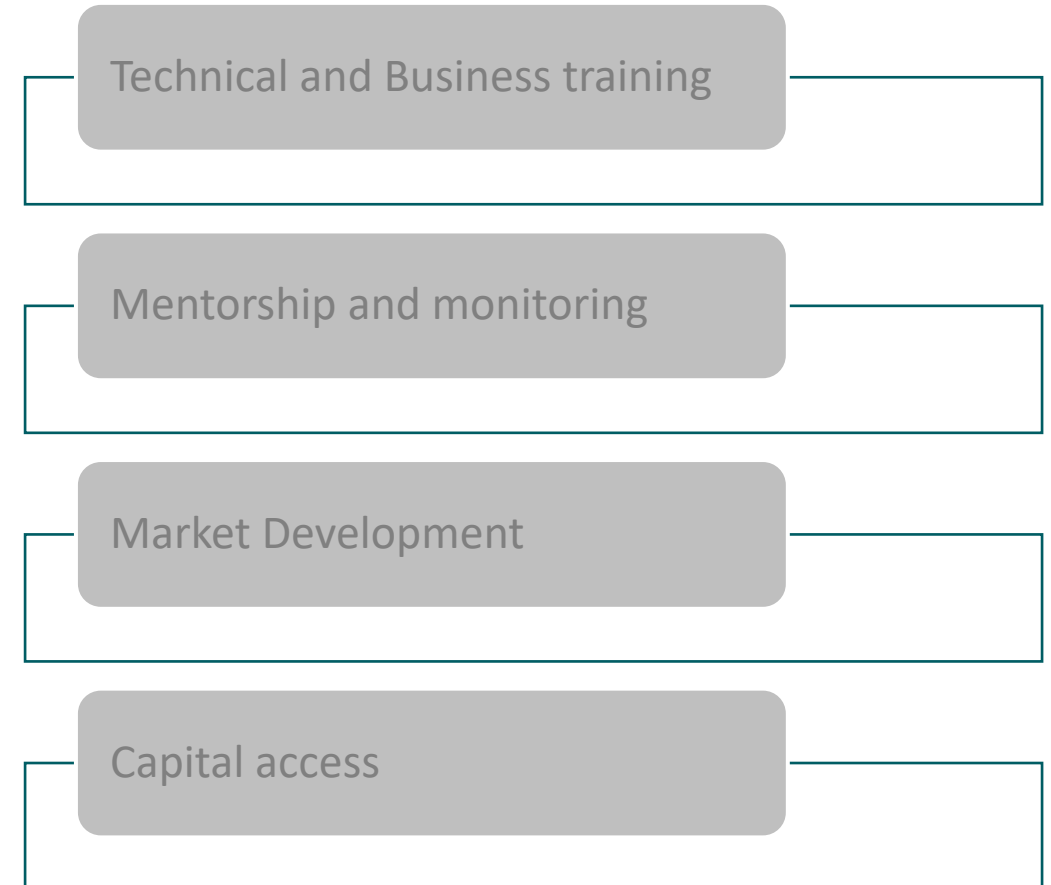 Technical and Business training
Mentorship and monitoring
Market Development
Capital access